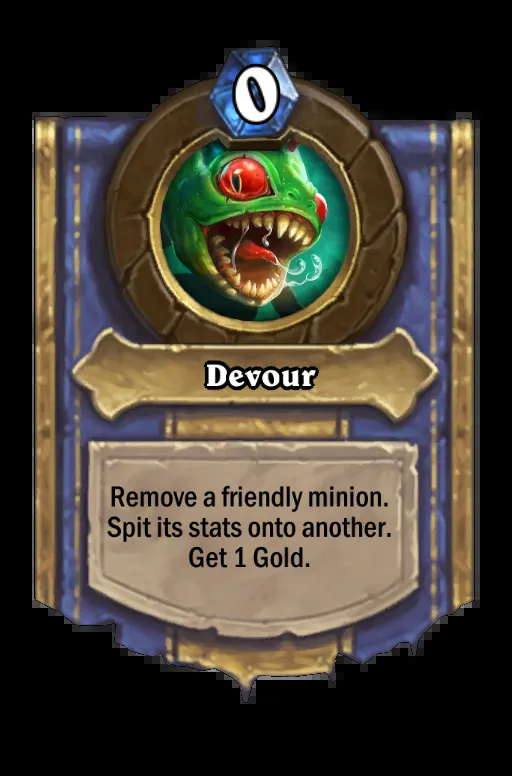 0
Devour
Remove a friendly minion.
Spit its stats onto another.
Get 1 Gold.